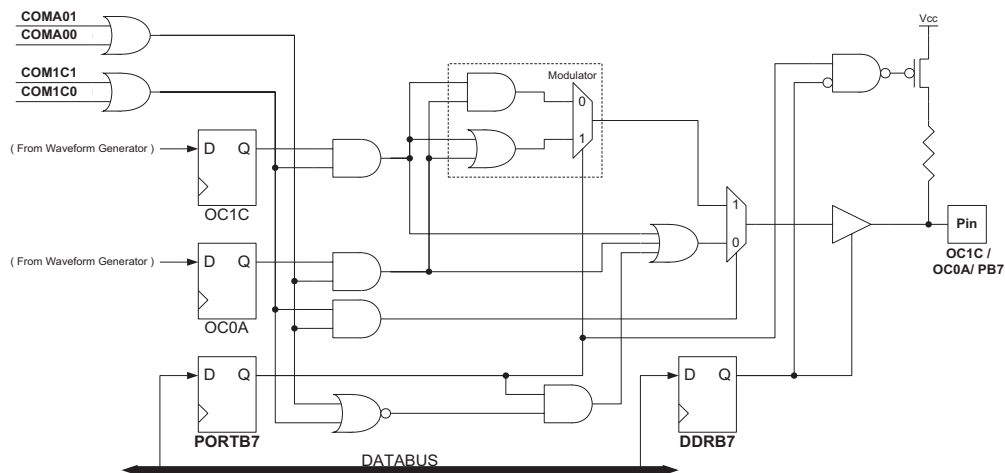 COMA01
COMA00
Vcc
COM1C1
COM1C0
Modulator
0
1
( From Waveform Generator )
D Q
OC1C
1
0
Pin
OC1C /
OC0A/ PB7
( From Waveform Generator )
D Q
OC0A
D Q
PORTB7
D Q
DDRB7
DATABUS